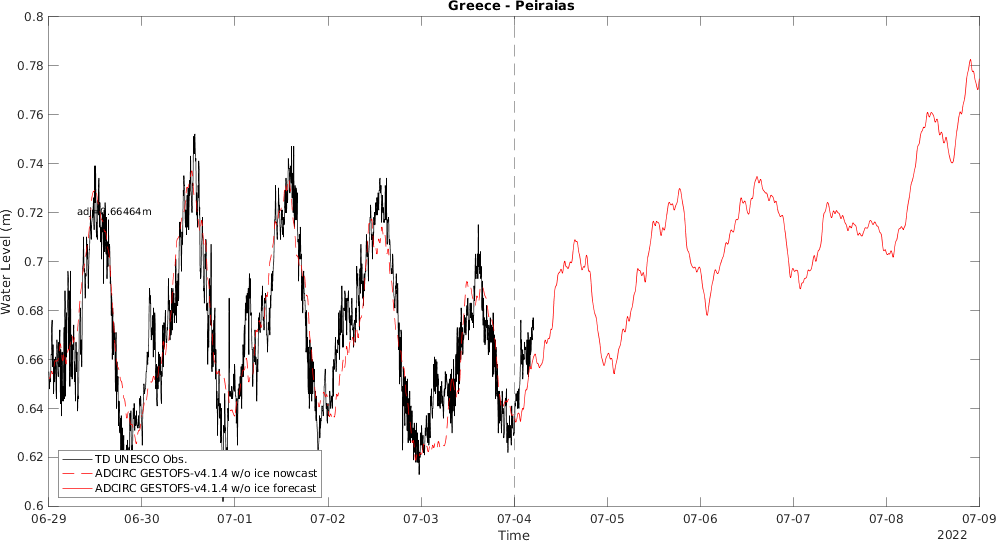 Greece - Peiraias
Water Level (m)
0.8
0.78
0.76
0.74
0.72
0.7
0.68
0.66
0.64
0.62
0.6
TD UNESCO Obs.
ADCIRC GESTOFS-v4.1.4 w/o ice nowcast
ADCIRC GESTOFS-v4.1.4 w/o ice forecast
06-29 06-30 07-01 07-02 07-03 07-04 07-05 07-06 07-07 07-08 07-09
Time
2022